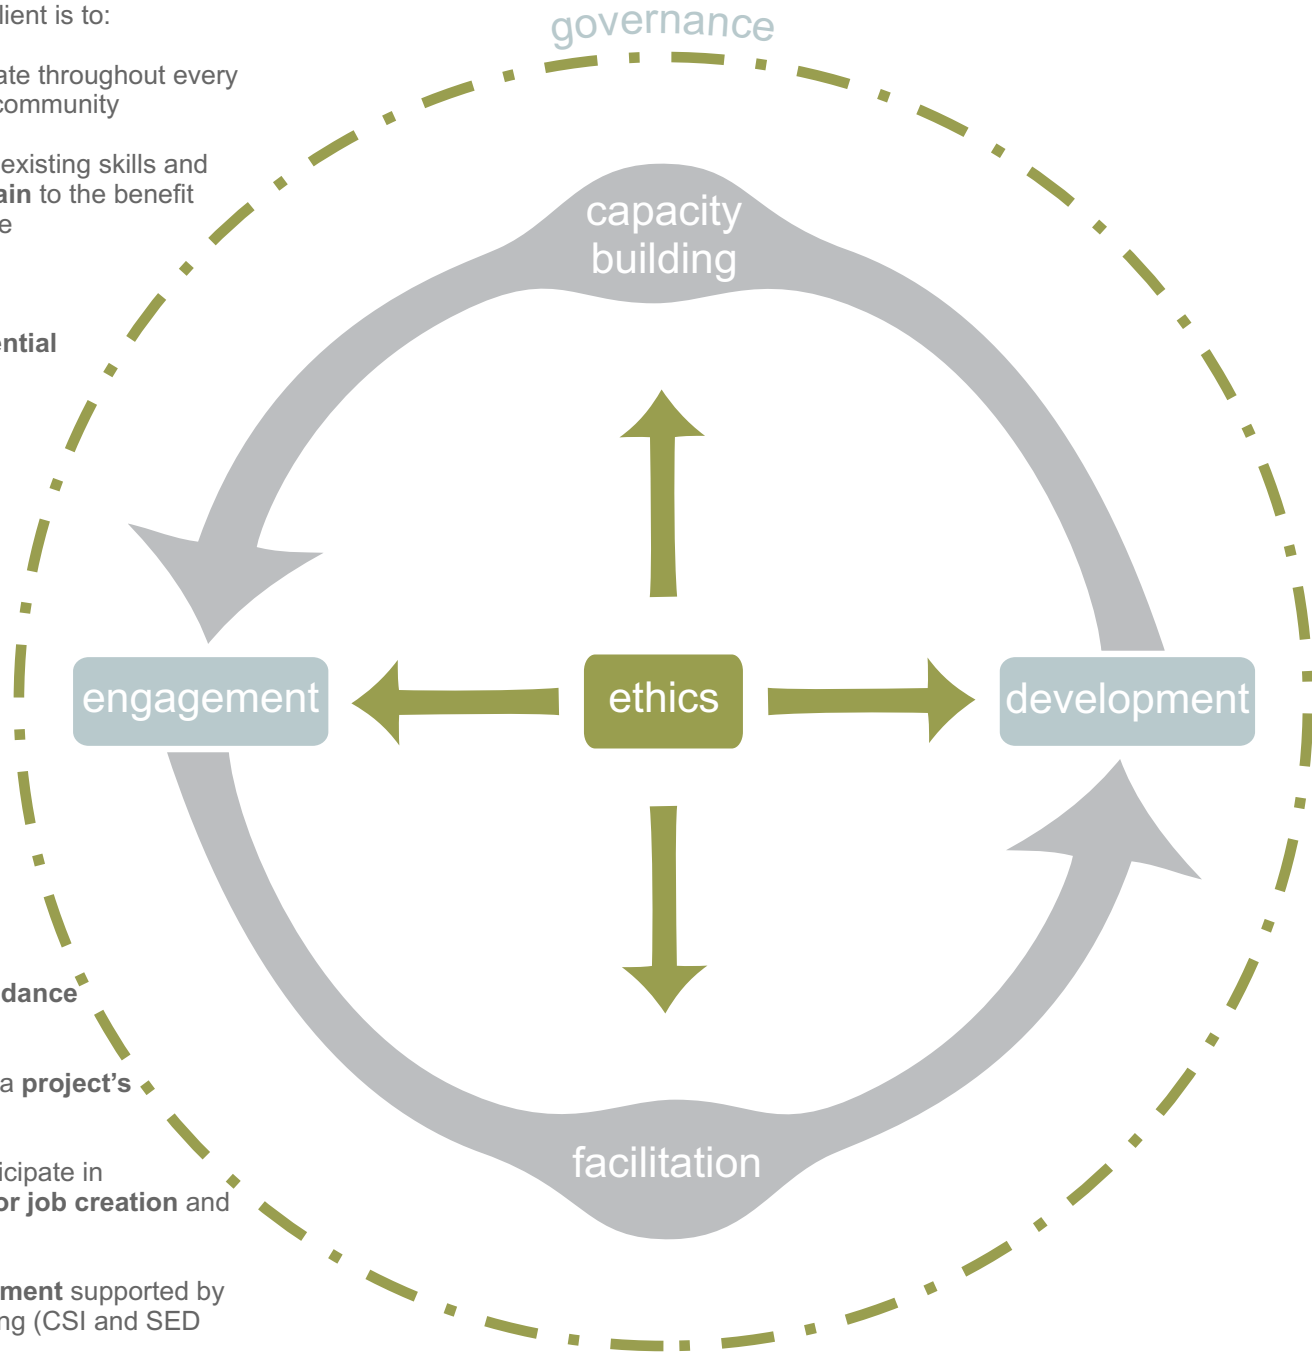 lient is to:
governance
ate throughout every
community
existing skills and
ain to the benefit
e
capacity
building
ential
engagement
ethics
development
dance
a project's
facilitation
icipate in
or job creation and
ment supported by
ng (CSI and SED